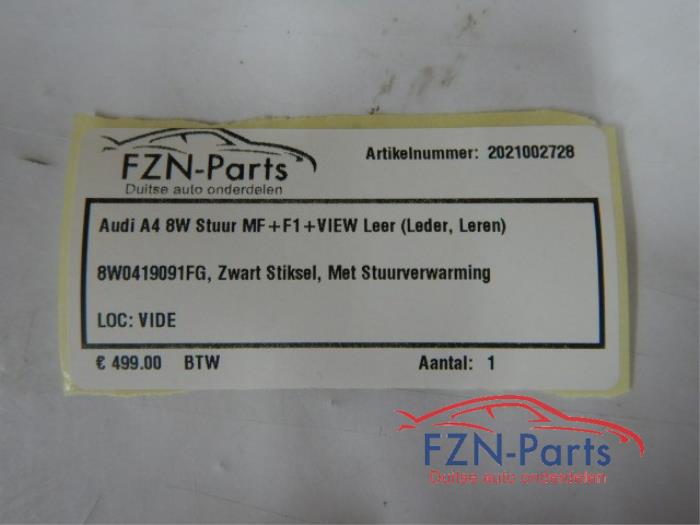 FZN-Parts
Duitse auto onderdelen
Artikelnummer: 2021002728
Audi A4 8W Stuur MF+F1+VIEW Leer (Leder, Leren)
8W0419091FG, Zwart Stiksel, Met Stuurverwarming
LOC: VIDE
€ 499.00 BTW Aantal: 1
FZN-Parts
Duitse auto onderdelen